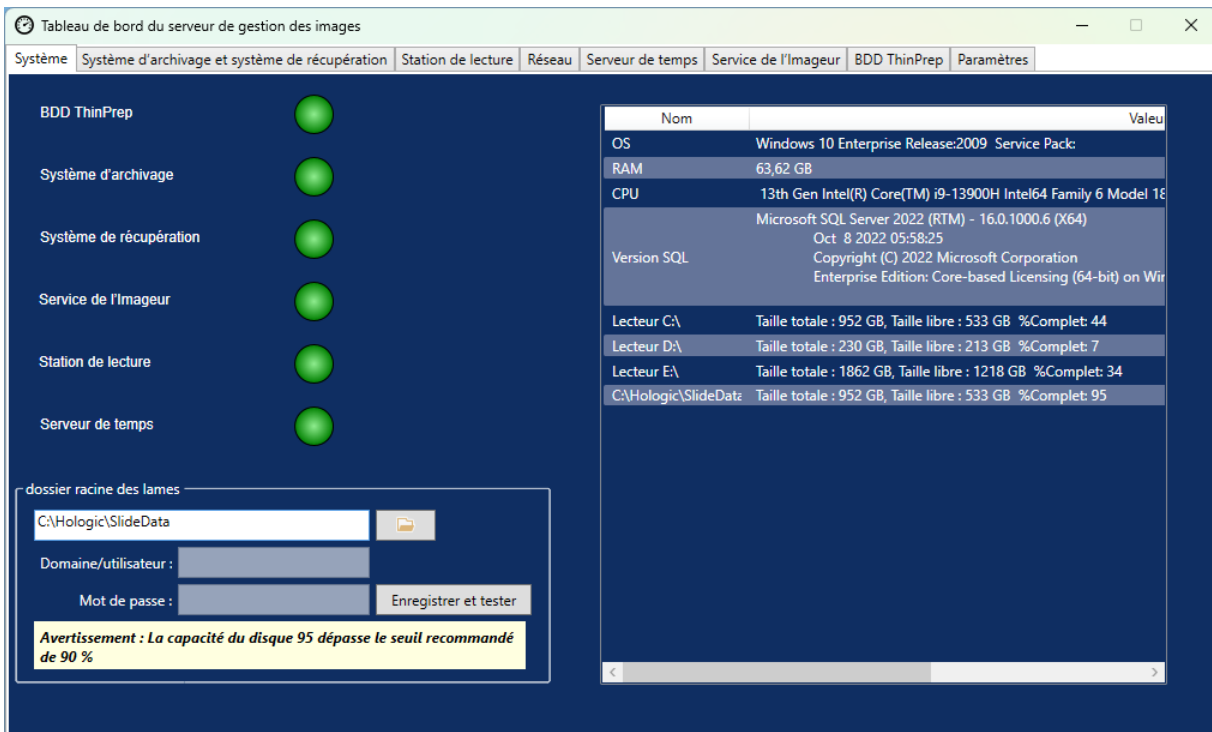 Tableau de bord du serveur de gestion des images
Système Système d'archivage et système de récupération Station de lecture Réseau Serveur de temps Service de l'Imageur BDD ThinPrep Paramètres
BDD ThinPrep
Système d'archivage
Système de récupération
Service de l'Imageur
Station de lecture
Serveur de temps
dossier racine des lames
C:\Hologic\SlideData
Domaine/utilisateur :
Mot de passe :
Enregistrer et tester
Avertissement : La capacité du disque 95 dépasse le seuil recommandé
de 90 %
Nom Valeu
OS Windows 10 Enterprise Release:2009 Service Pack:
RAM 63,62 GB
CPU 13th Gen Intel(R) Core(TM) i9-13900H Intel64 Family 6 Model 18
Microsoft SQL Server 2022 (RTM) - 16.0.1000.6 (X64)
Oct 8 2022 05:58:25
Version SQL Copyright (C) 2022 Microsoft Corporation
Enterprise Edition: Core-based Licensing (64-bit) on Wir
Lecteur C:\ Taille totale : 952 GB, Taille libre : 533 GB %Complet: 44
Lecteur D:\ Taille totale : 230 GB, Taille libre : 213 GB %Complet: 7
Lecteur E:\ Taille totale : 1862 GB, Taille libre : 1218 GB %Complet: 34
C:\Hologic\SlideData Taille totale : 952 GB, Taille libre : 533 GB %Complet: 95